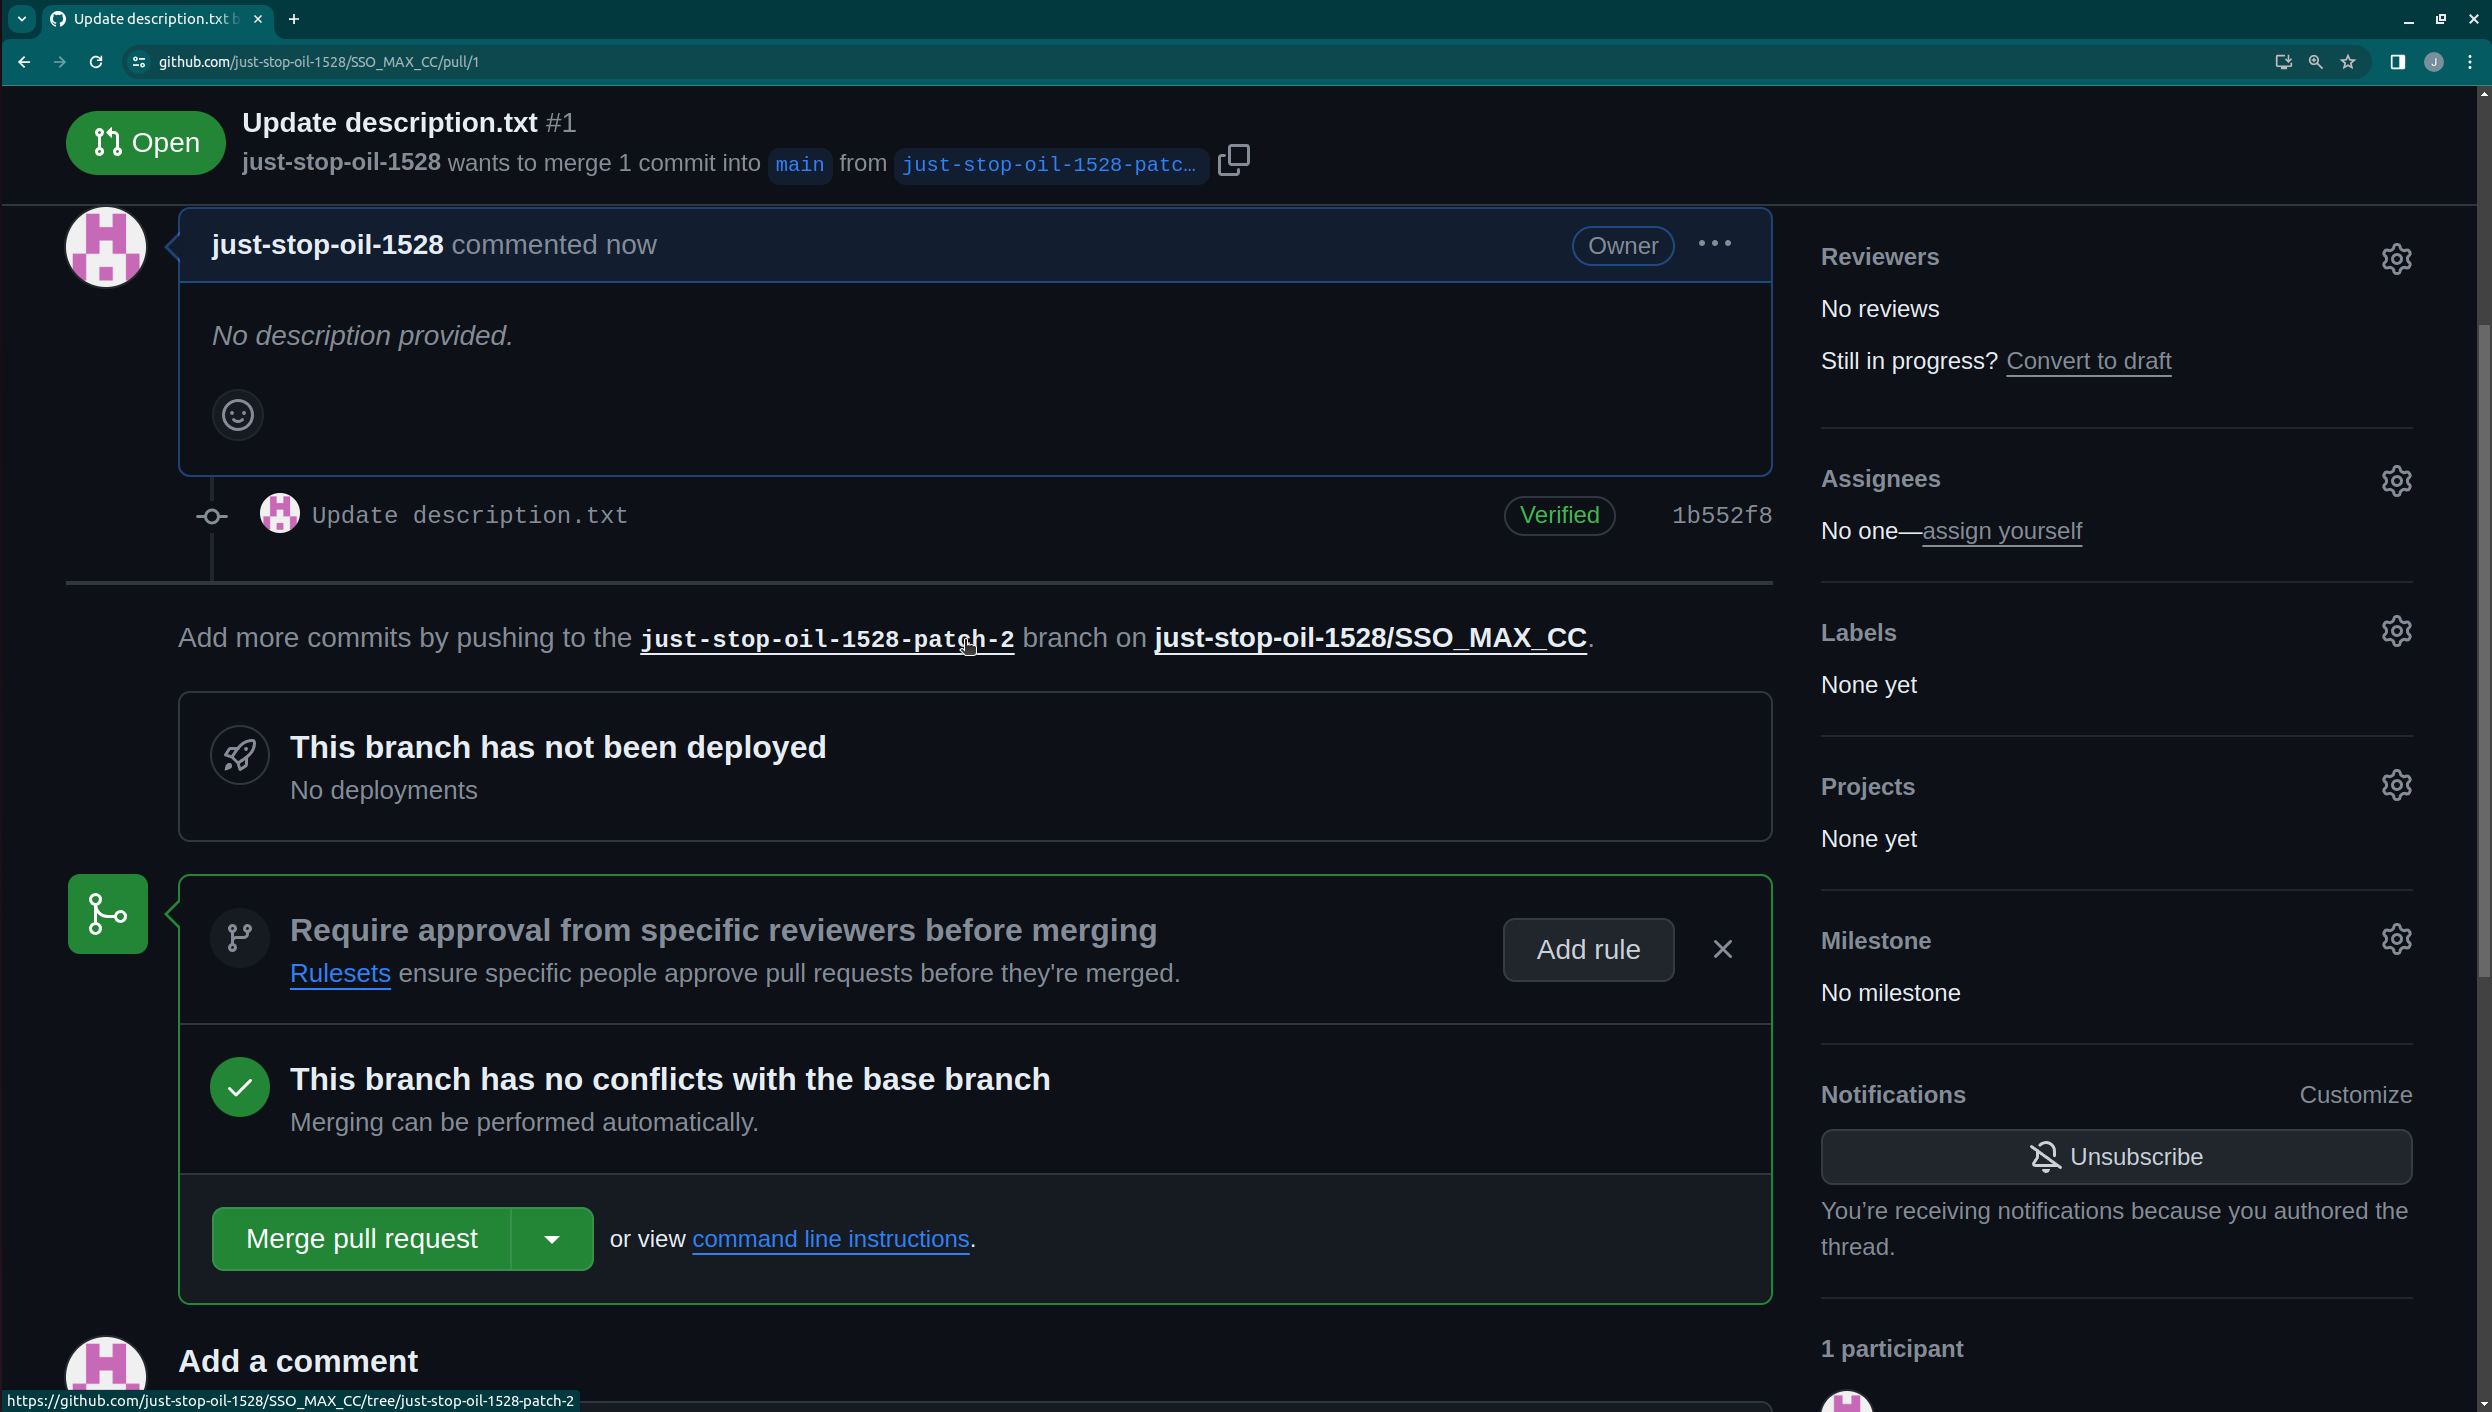 Update description.txt b
github.com/just-stop-oil-1528/SSO_MAX_CC/pull/1
J
Open
Update description.txt #1
just-stop-oil-1528 wants to merge 1 commit into main from just-stop-oil-1528-patc…
just-stop-oil-1528 commented now
Owner
No description provided.
Update description.txt
Verified
1b552f8
Add more commits by pushing to the just-stop-oil-1528-patch-2 branch on just-stop-oil-1528/SSO_MAX_CC.
This branch has not been deployed
No deployments
Require approval from specific reviewers before merging
Rulesets ensure specific people approve pull requests before they're merged.
Add rule
This branch has no conflicts with the base branch
Merging can be performed automatically.
Merge pull request
or view command line instructions.
Add a comment
Reviewers
No reviews
Still in progress? Convert to draft
Assignees
No one—assign yourself
Labels
None yet
Projects
None yet
Milestone
No milestone
Notifications
Customize
Unsubscribe
You’re receiving notifications because you authored the
thread.
1 participant
https://github.com/just-stop-oil-1528/SSO_MAX_CC/tree/just-stop-oil-1528-patch-2